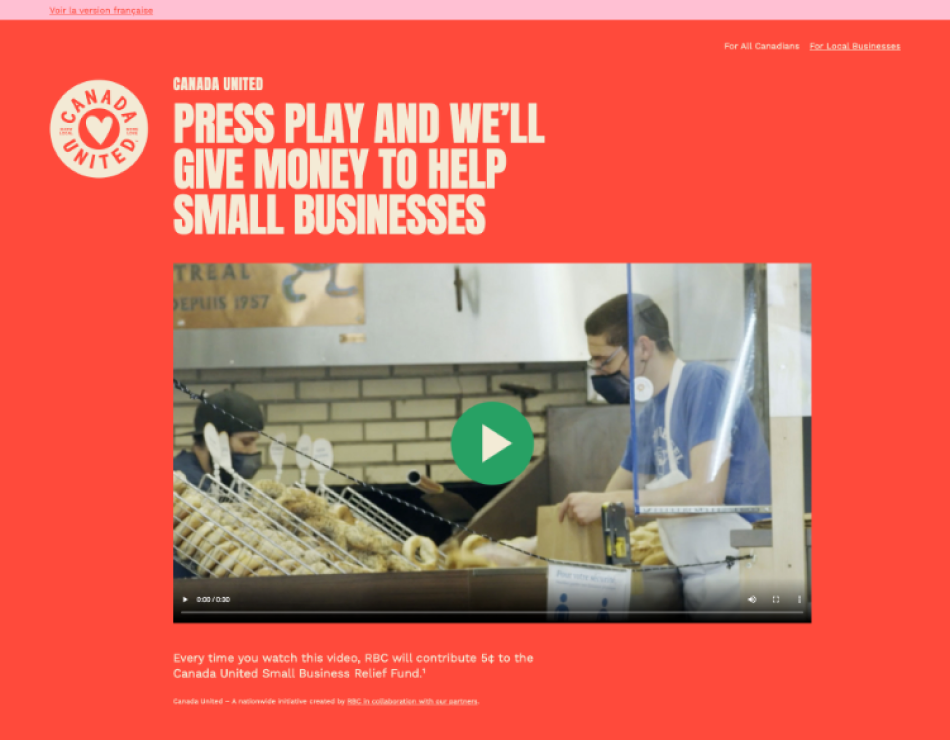 Voir la version française
For All Canadians For Local Businesses
CANADA
UNITED
CANADA UNITED
PRESS PLAY AND WE'LL
GIVE MONEY TO HELP
SMALL BUSINESSES
TREAL
DEPUIS 1957
0:00 / 0:30
Every time you watch this video, RBC will contribute 5¢ to the
Canada United Small Business Relief Fund.¹
Canada United – A nationwide initiative created by RBC in collaboration with our partners.